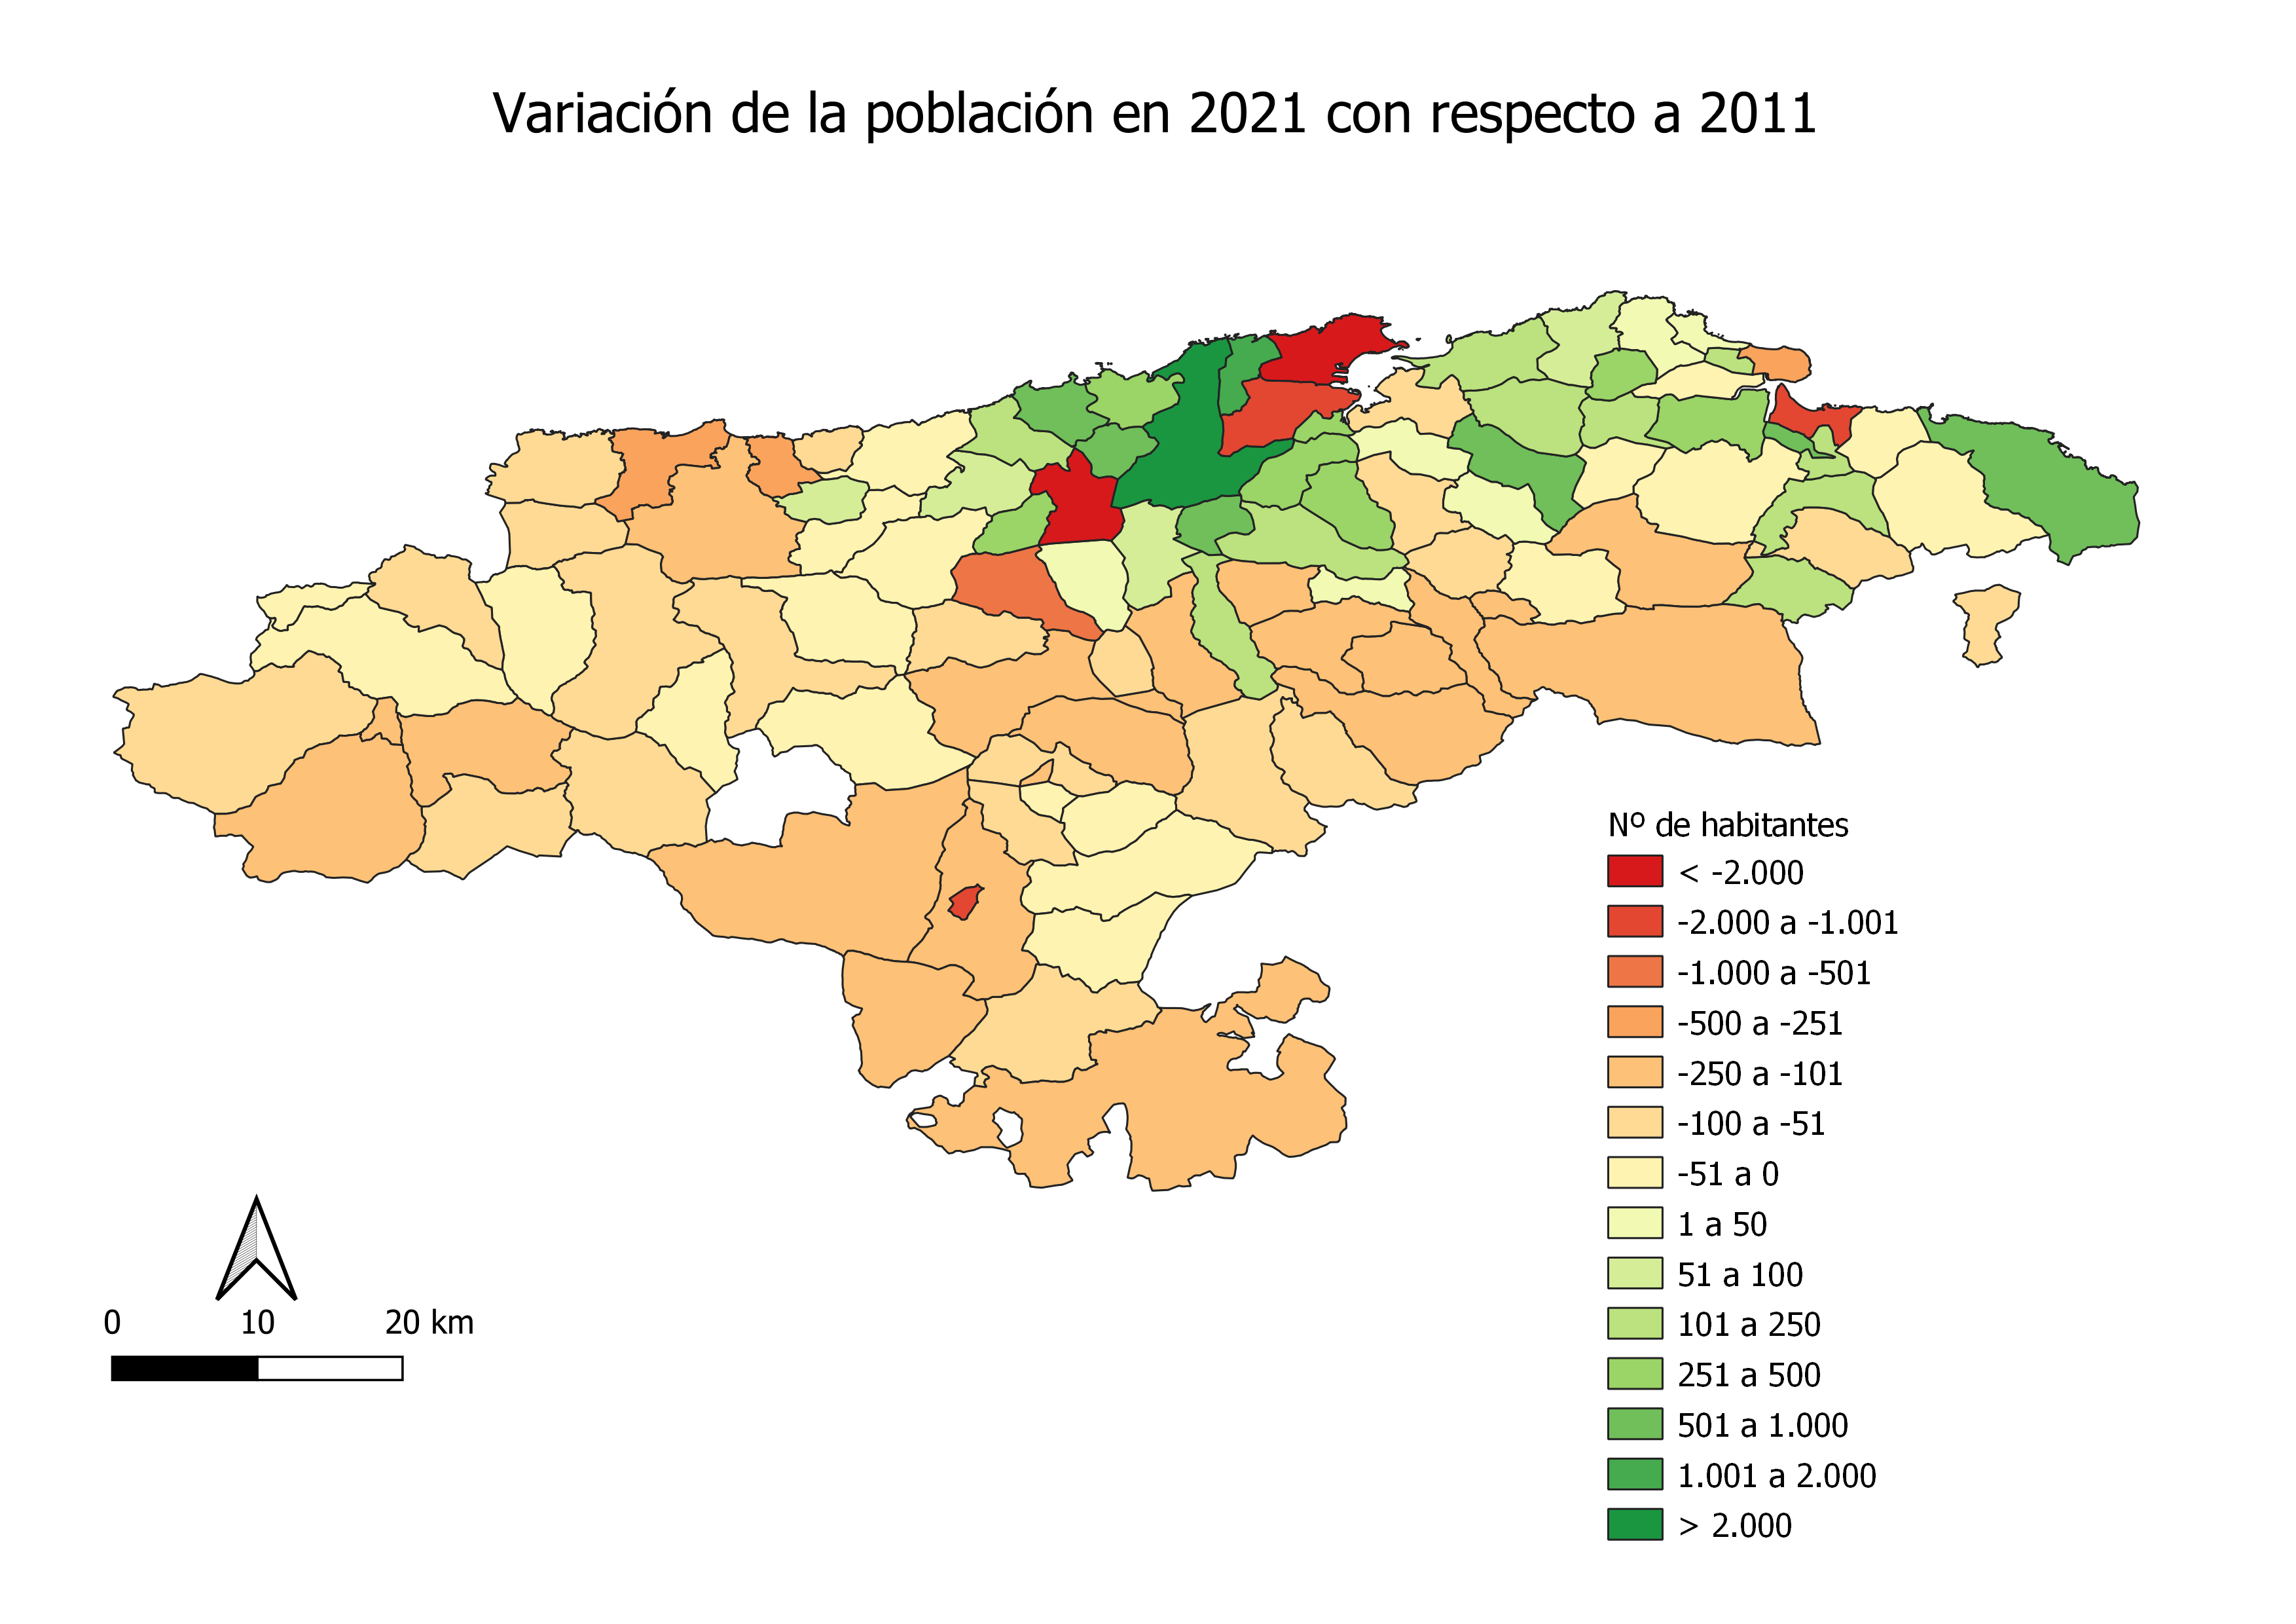 Variación de la población en 2021 con respecto a 2011
Nº de habitantes
< -2.000
-2.000 a -1.001
-1.000 a -501
-500 a -251
-250 a -101
-100 a -51
-51 a 0
1 a 50
51 a 100
101 a 250
251 a 500
501 a 1.000
1.001 a 2.000
> 2.000
0 10 20 km